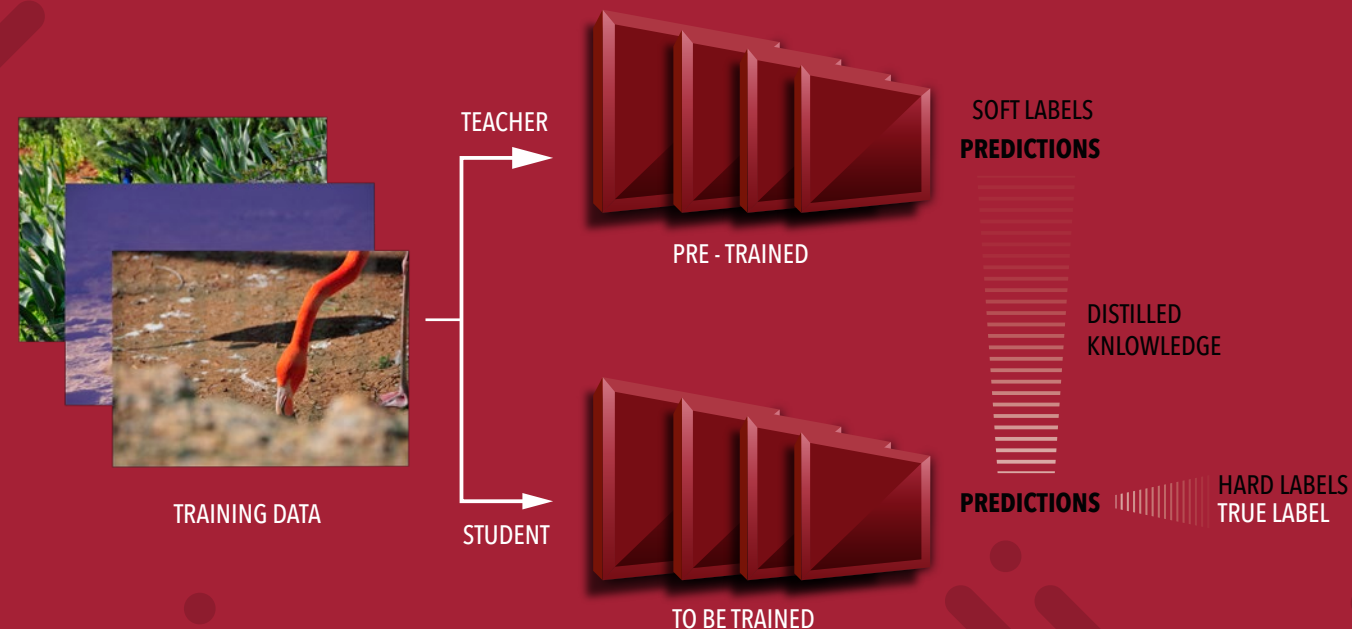 TEACHER
SOFT LABELS
PREDICTIONS
PRE - TRAINED
DISTILLED
KNLOWLEDGE
TRAINING DATA
STUDENT
PREDICTIONS
HARD LABELS
TRUE LABEL
TO BE TRAINED